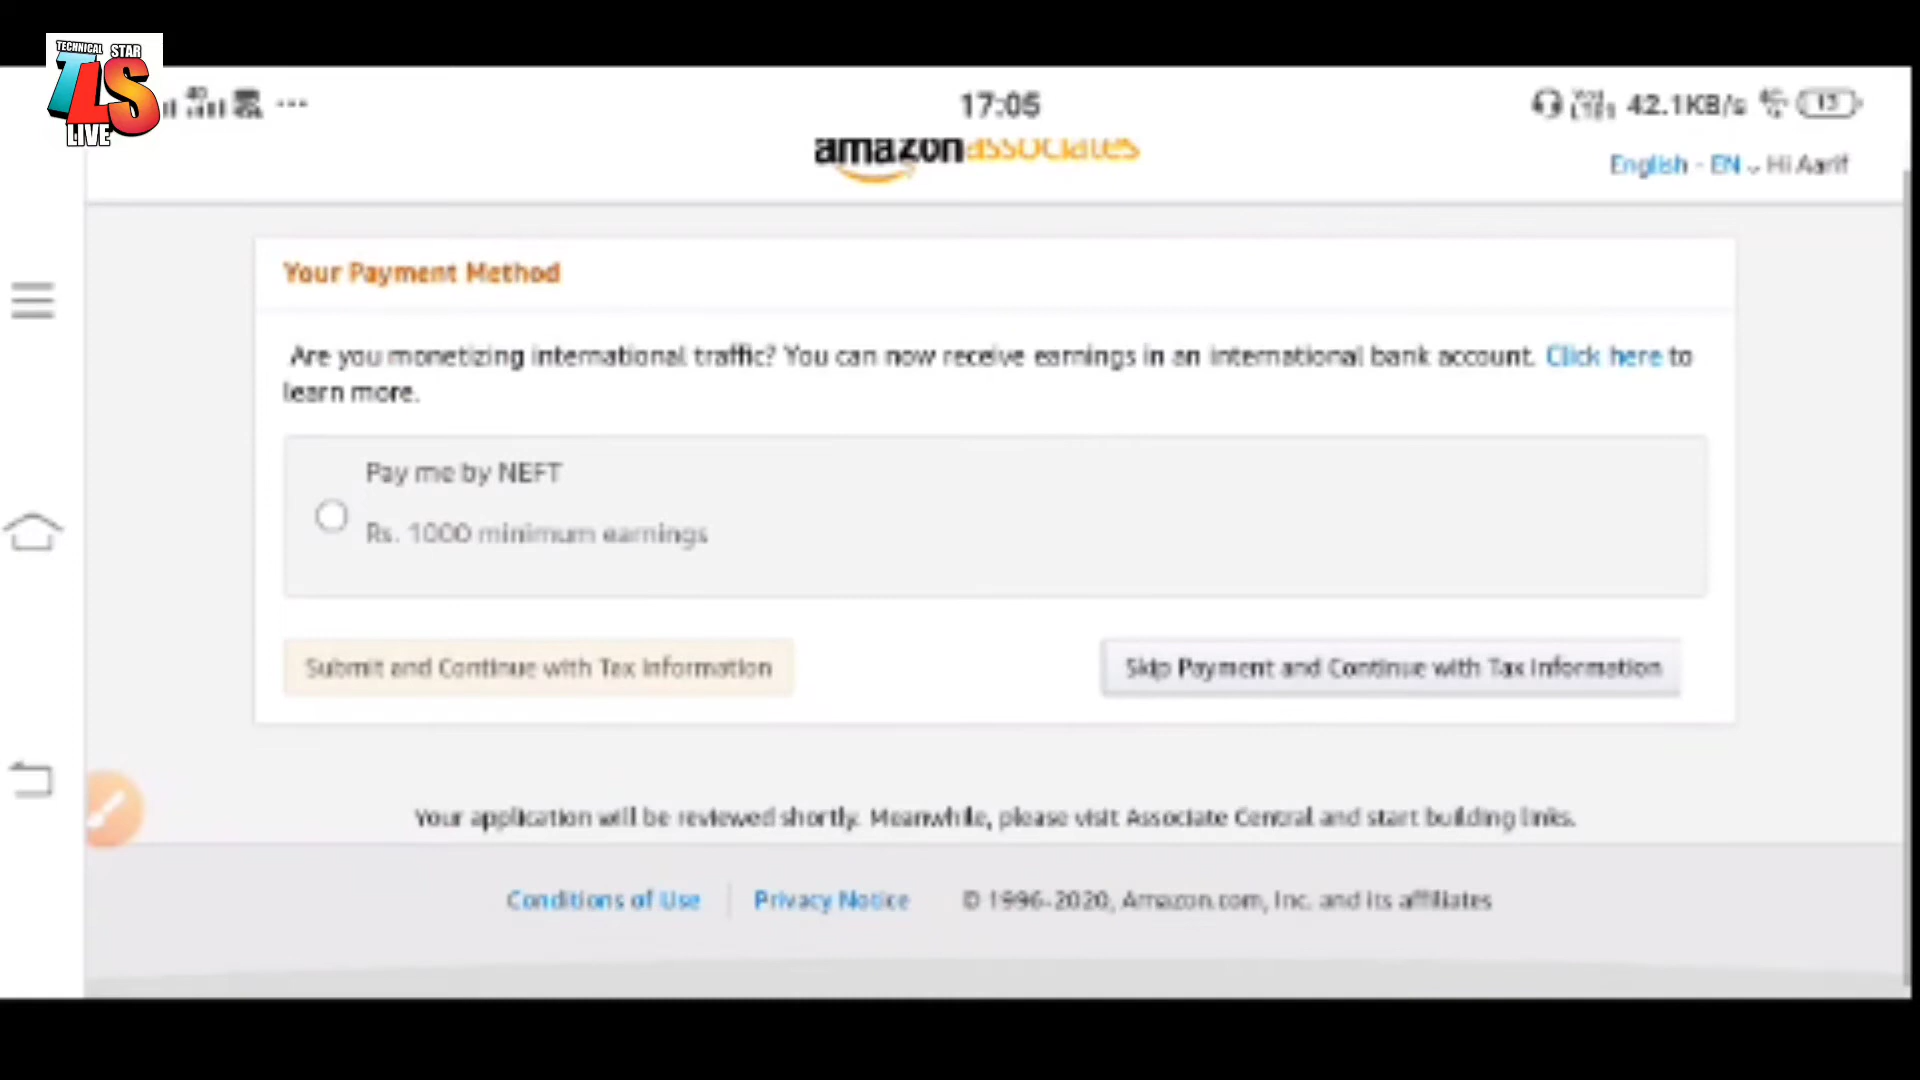 TECHNICAL STAR
TLS
LIVE
4G
17:05
42.1KB/s
13
amazonassociates
English - EN
Hi Aarif
Your Payment Method
Are you monetizing international traffic? You can now receive earnings in an international bank account. Click here to
learn more.
Pay me by NEFT
Rs. 1000 minimum earnings
Submit and Continue with Tax Information
Skip Payment and Continue with Tax Information
Your application will be reviewed shortly. Meanwhile, please visit Associate Central and start building links.
Conditions of Use
Privacy Notice
© 1996-2020, Amazon.com, Inc. and its affiliates